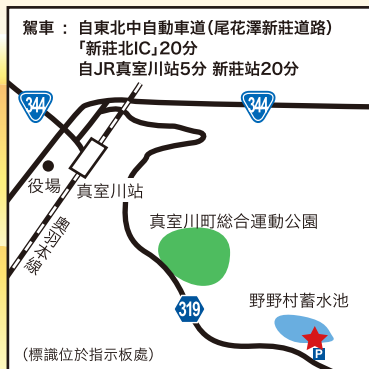 駕車 : 自東北中自動車道（尾花澤新莊道路）
「新莊北IC」20分
自JR真室川站5分 新莊站20分
344
344
役場
真室川站
奧羽本線
真室川町総合運動公園
319
野野村蓄水池
P
（標識位於指示板處）